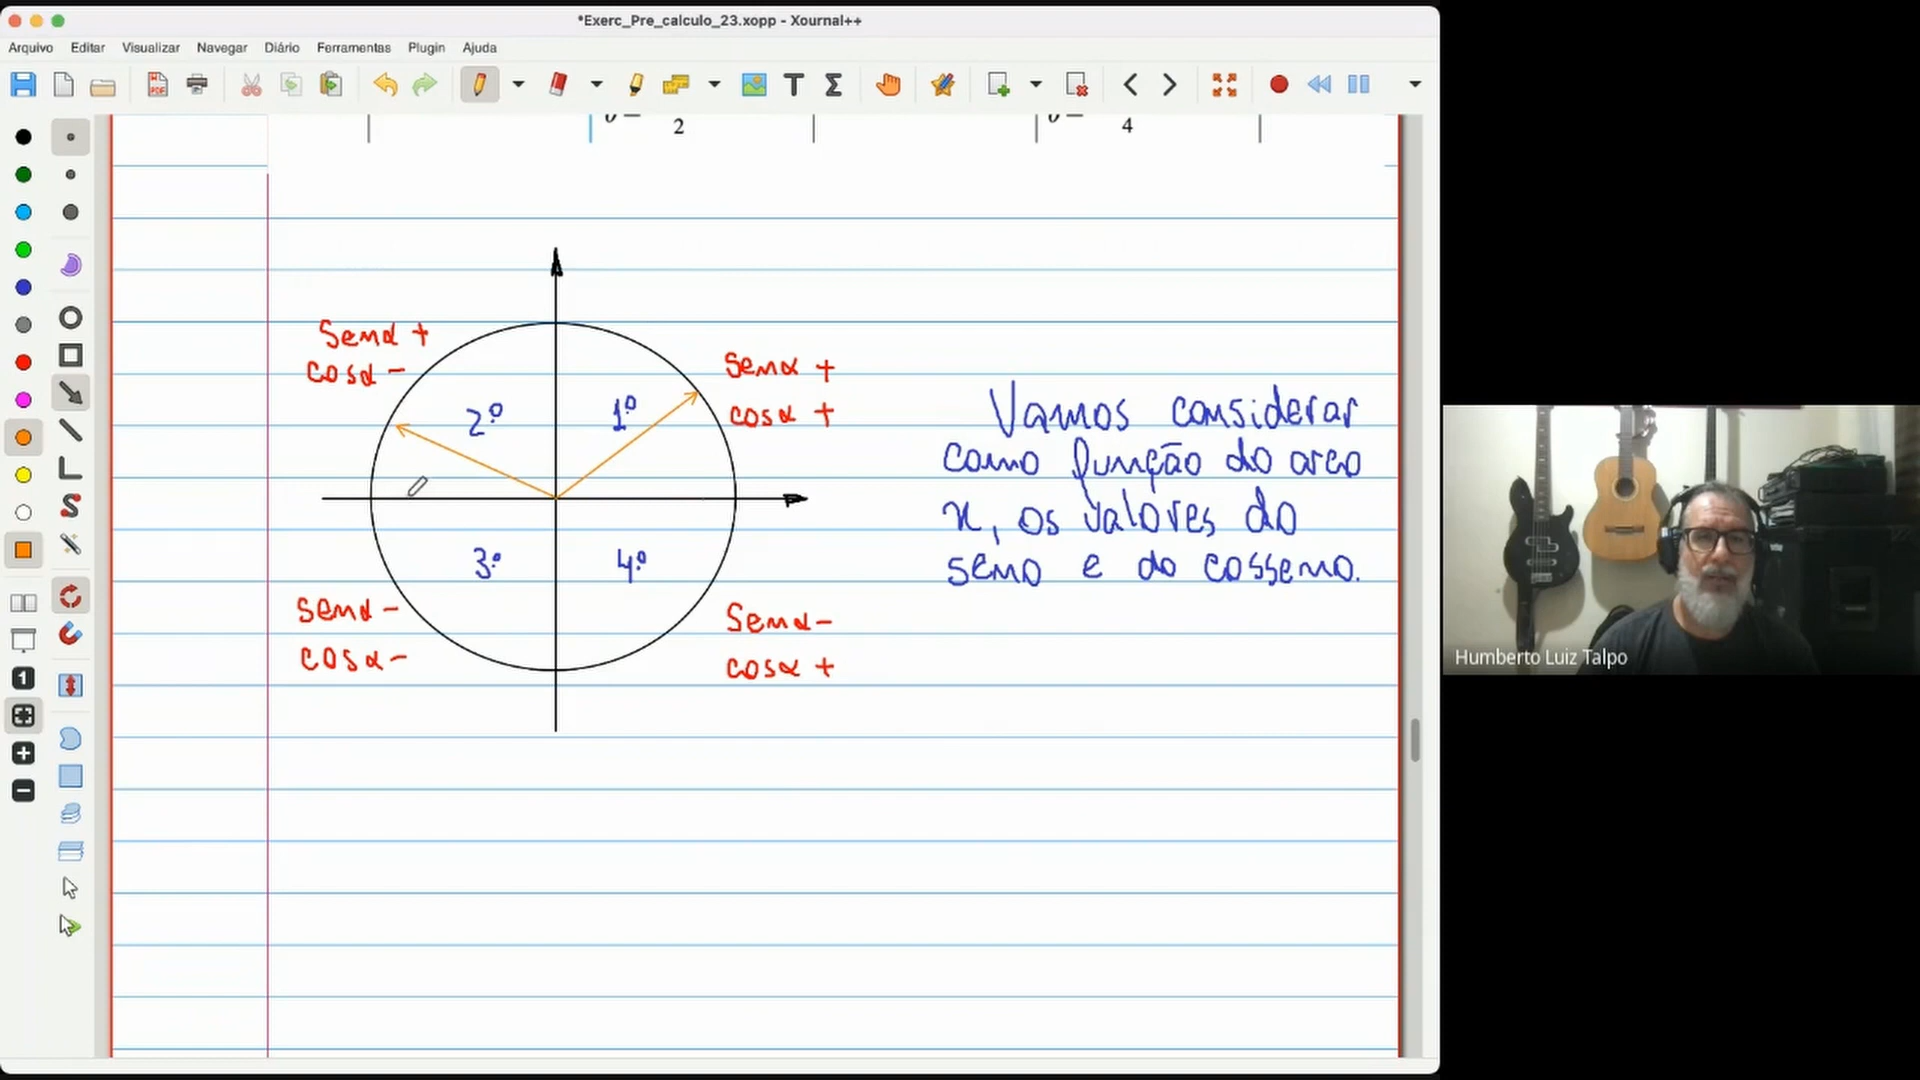 *Exerc_Pre_calculo_23.xopp - Xournal++
Arquivo Editar Visualizar Navegar Diário Ferramentas Plugin Ajuda
2
4
Senα +
cosα -
Senα +
cosα +
2º
1º
Vamos considerar
como função do arco
x, os valores do
seno e do cosseno.
3º
4º
senα -
cosα -
Senα -
cosα +
Humberto Luiz Talpo
1